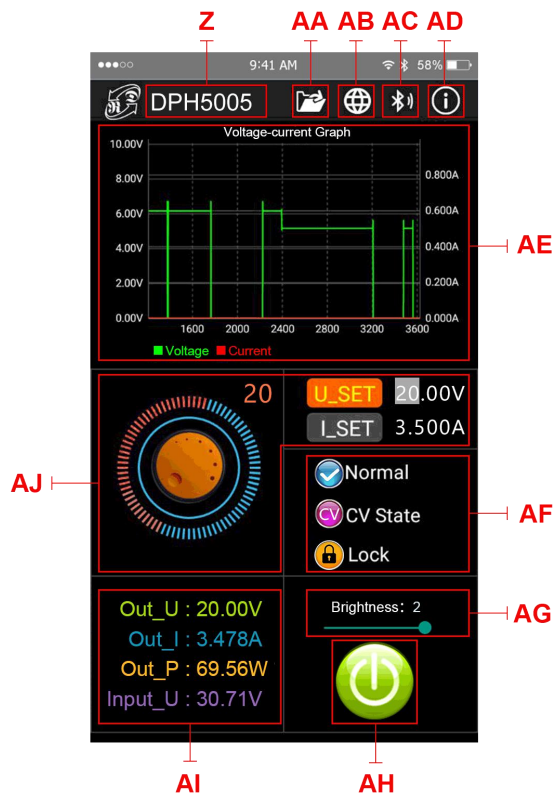 Z AA AB AC AD
9:41 AM 58%
DPH5005
Voltage-current Graph
10.00V
8.00V
6.00V
4.00V
2.00V
0.00V
0.800A
0.600A
0.400A
0.200A
0.000A
1600 2000 2400 2800 3200 3600
Voltage Current
AE
20
U_SET 20.00V
I_SET 3.500A
AJ
Normal
CV CV State
Lock
AF
Out_U : 20.00V
Out_I : 3.478A
Out_P : 69.56W
Input_U : 30.71V
Brightness: 2
AG
AI
AH